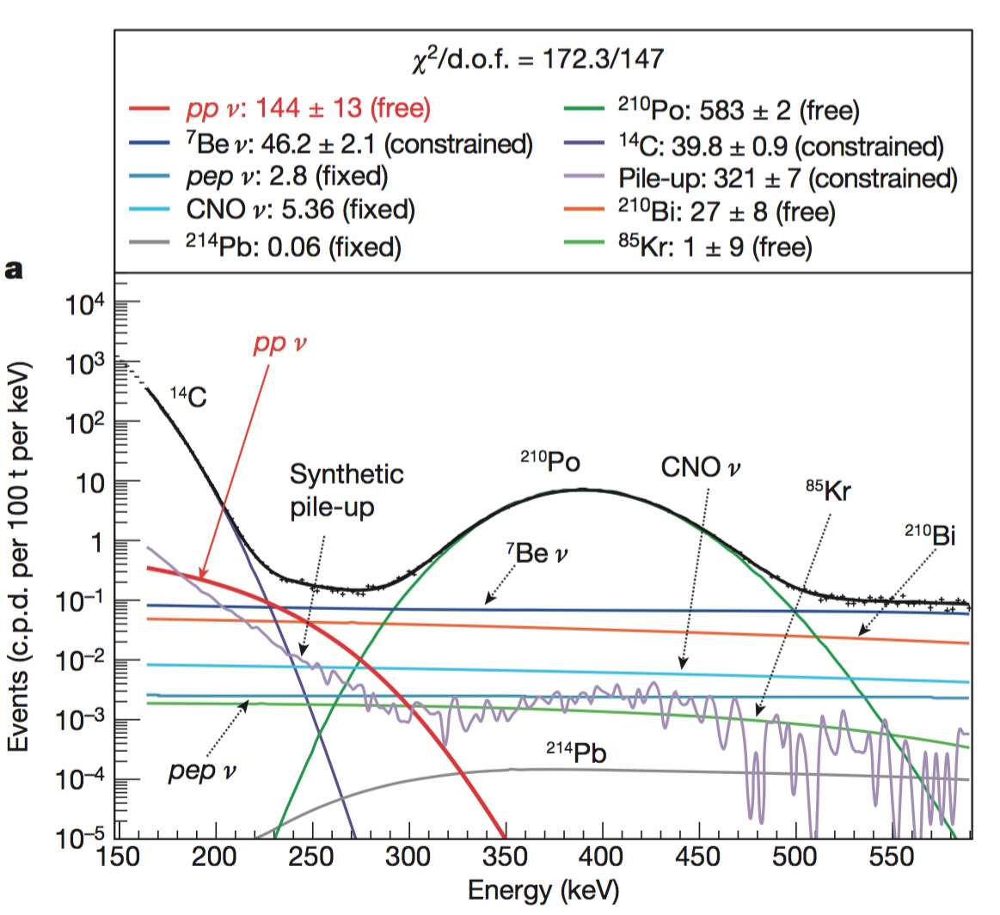 χ²/d.o.f. = 172.3/147
pp ν: 144 ± 13 (free)
⁷Be ν: 46.2 ± 2.1 (constrained)
pep ν: 2.8 (fixed)
CNO ν: 5.36 (fixed)
²¹⁴Pb: 0.06 (fixed)
²¹⁰Po: 583 ± 2 (free)
¹⁴C: 39.8 ± 0.9 (constrained)
Pile-up: 321 ± 7 (constrained)
²¹⁰Bi: 27 ± 8 (free)
⁸⁵Kr: 1 ± 9 (free)
a
Events (c.p.d. per 100 t per keV)
10⁴
10³
10²
10
1
10⁻¹
10⁻²
10⁻³
10⁻⁴
10⁻⁵
pp ν
¹⁴C
Synthetic
pile-up
²¹⁰Po
CNO ν
⁸⁵Kr
⁷Be ν
²¹⁰Bi
pep ν
²¹⁴Pb
150 200 250 300 350 400 450 500 550
Energy (keV)